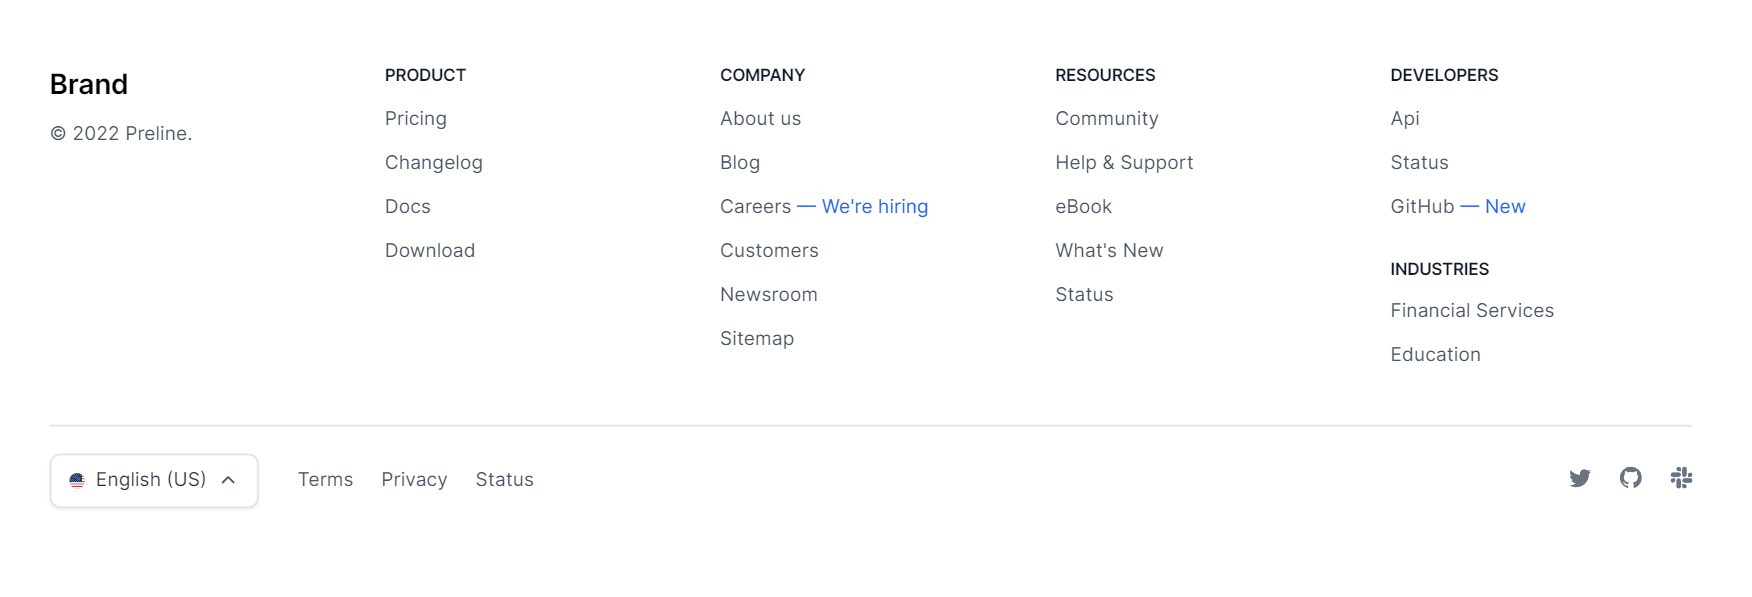 Brand
© 2022 Preline.
PRODUCT
Pricing
Changelog
Docs
Download
COMPANY
About us
Blog
Careers — We're hiring
Customers
Newsroom
Sitemap
RESOURCES
Community
Help & Support
eBook
What's New
Status
DEVELOPERS
Api
Status
GitHub — New
INDUSTRIES
Financial Services
Education
English (US)
Terms Privacy Status